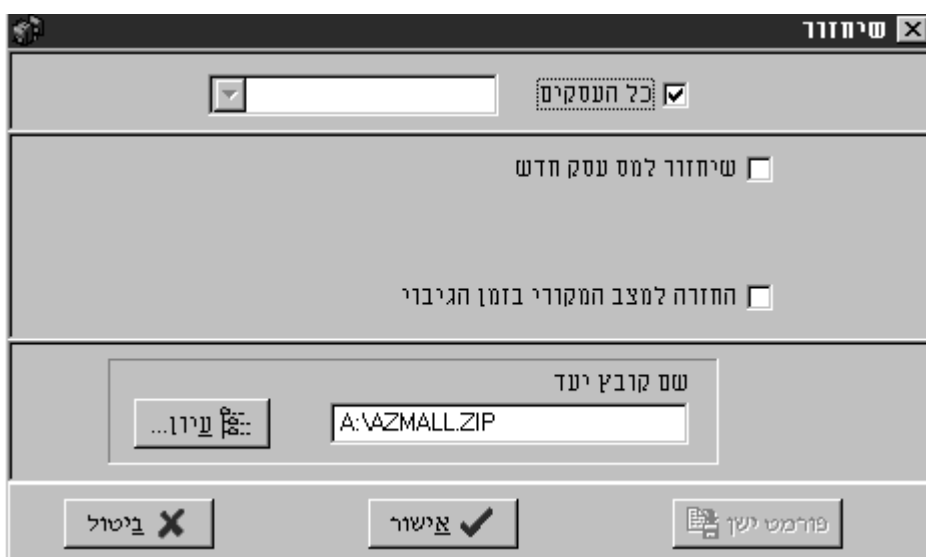 שיחזור
כל העסקים
שיחזור למס עסק חדש
החזרה למצב המקורי בזמן הגיבוי
שם קובץ יעד
A:\AZMALL.ZIP
עיון...
פורמט ישן
אישור
ביטול